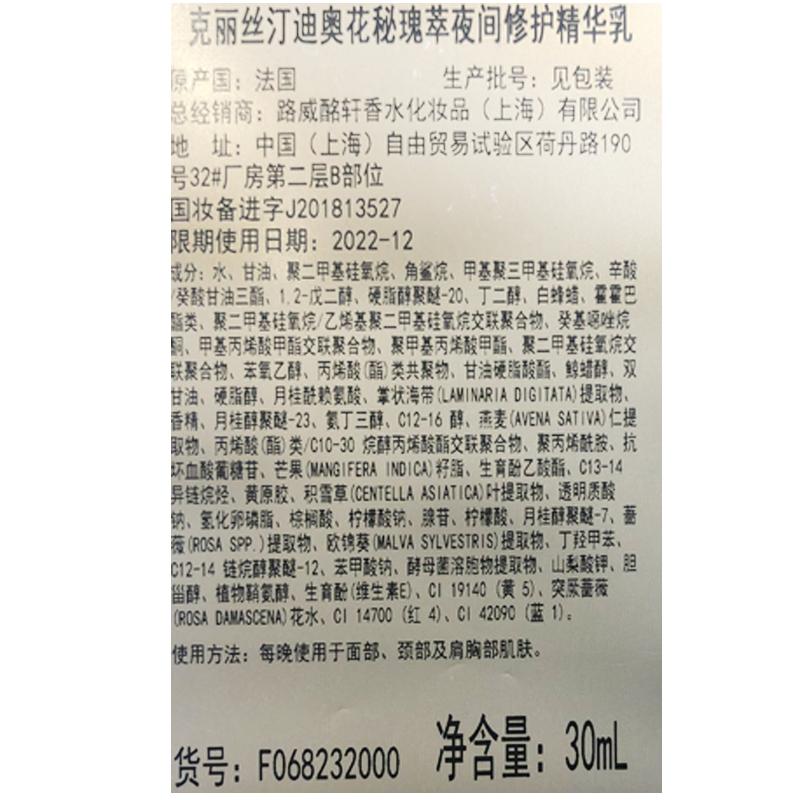 克丽丝汀迪奥花秘瑰萃夜间修护精华乳
原产国：法国 生产批号：见包装
总经销商：路威酩轩香水化妆品（上海）有限公司
地 址：中国（上海）自由贸易试验区荷丹路190
号32#厂房第二层B部位
国妆备进字J201813527
限期使用日期：2022-12
成分：水、甘油、聚二甲基硅氧烷、角鲨烷、甲基聚三甲基硅氧烷、辛酸
/癸酸甘油三酯、1,2-戊二醇、硬脂醇聚醚-20、丁二醇、白蜂蜡、霍霍巴
酯类、聚二甲基硅氧烷/乙烯基聚二甲基硅氧烷交联聚合物、癸基噁唑烷
酮、甲基丙烯酸甲酯交联聚合物、聚甲基丙烯酸甲酯、聚二甲基硅氧烷交
联聚合物、苯氧乙醇、丙烯酸(酯)类共聚物、甘油硬脂酸酯、鲸蜡醇、双
甘油、硬脂醇、月桂酰赖氨酸、掌状海带(LAMINARIA DIGITATA)提取物、
香精、月桂醇聚醚-23、氨丁三醇、C12-16 醇、燕麦(AVENA SATIVA)仁提
取物、丙烯酸(酯)类/C10-30 烷醇丙烯酸酯交联聚合物、聚丙烯酰胺、抗
坏血酸葡糖苷、芒果(MANGIFERA INDICA)籽脂、生育酚乙酸酯、C13-14
异链烷烃、黄原胶、积雪草(CENTELLA ASIATICA)叶提取物、透明质酸
钠、氢化卵磷脂、棕榈酸、柠檬酸钠、腺苷、柠檬酸、月桂醇聚醚-7、蔷
薇(ROSA SPP.)提取物、欧锦葵(MALVA SYLVESTRIS)提取物、丁羟甲苯、
C12-14 链烷醇聚醚-12、苯甲酸钠、酵母菌溶胞物提取物、山梨酸钾、胆
甾醇、植物鞘氨醇、生育酚(维生素E)、CI 19140 (黄 5)、突厥蔷薇
(ROSA DAMASCENA)花水、CI 14700 (红 4)、CI 42090 (蓝 1)。
使用方法：每晚使用于面部、颈部及肩胸部肌肤。
货号：F068232000 净含量：30mL